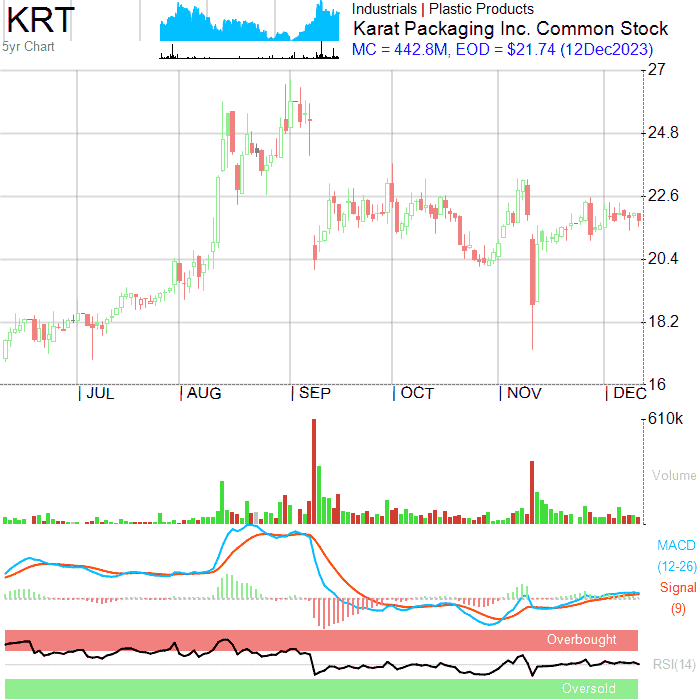 KRT
5yr Chart
Industrials | Plastic Products
Karat Packaging Inc. Common Stock
MC = 442.8M, EOD = $21.74 (12Dec2023)
27
24.8
22.6
20.4
18.2
16
| JUL | AUG | SEP | OCT | NOV | DEC
610k
Volume
MACD
(12-26)
Signal
(9)
Overbought
RSI(14)
Oversold